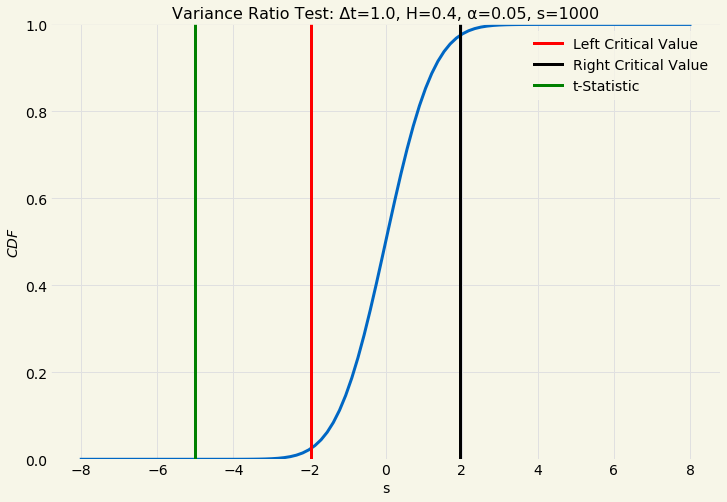 Variance Ratio Test: Δt=1.0, H=0.4, α=0.05, s=1000
Left Critical Value
Right Critical Value
t-Statistic
1.0
0.8
0.6
0.4
0.2
0.0
CDF
−8 −6 −4 −2 0 2 4 6 8
s